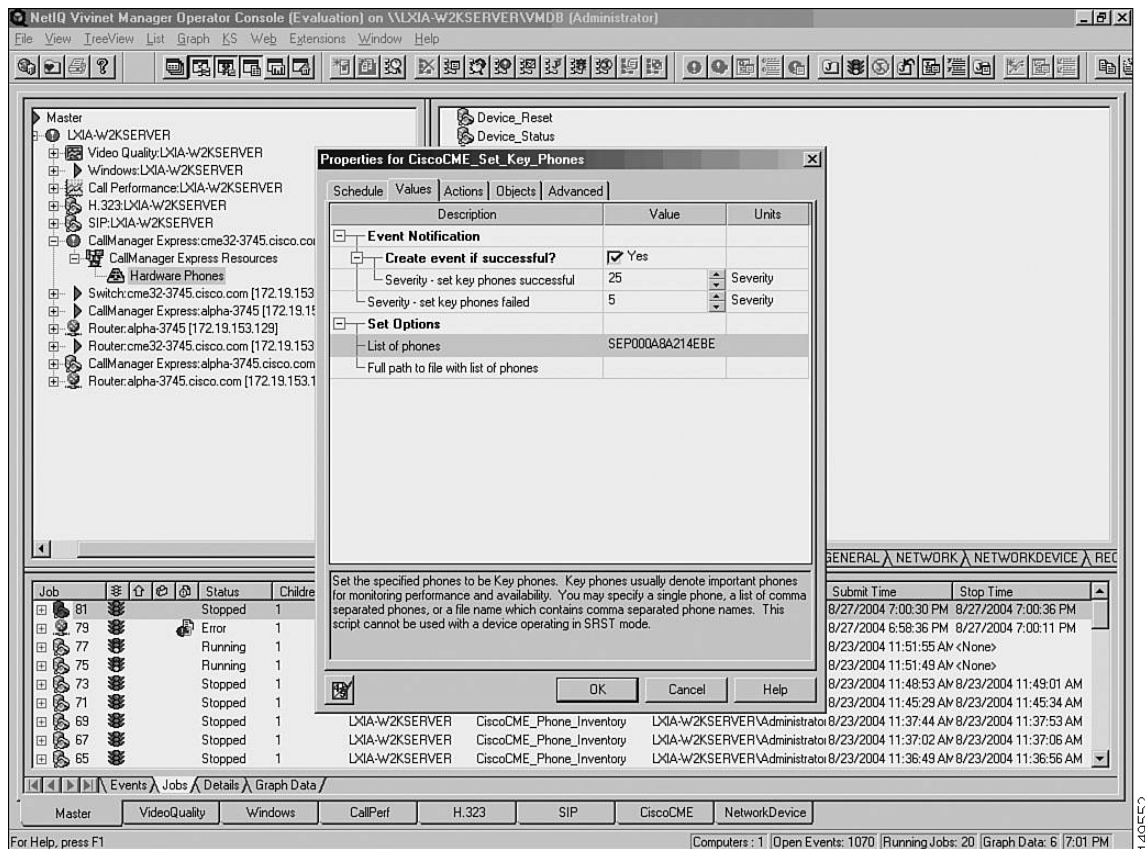 NetIQ Vivinet Manager Operator Console (Evaluation) on \\LXIA-W2KSERVER\VMDB (Administrator)
File View TreeView List Graph KS Web Extensions Window Help
Master
LXIA-W2KSERVER
Video Quality:LXIA-W2KSERVER
Windows:LXIA-W2KSERVER
Call Performance:LXIA-W2KSERVER
H.323:LXIA-W2KSERVER
SIP:LXIA-W2KSERVER
CallManager Express:cme32-3745.cisco.co
CallManager Express Resources
Hardware Phones
Switch:cme32-3745.cisco.com [172.19.153
CallManager Express:alpha-3745 [172.19.15
Router:alpha-3745 [172.19.153.129]
Router:cme32-3745.cisco.com [172.19.153
CallManager Express:alpha-3745.cisco.com
Router:alpha-3745.cisco.com [172.19.153.1
Device_Reset
Device_Status
Properties for CiscoCME_Set_Key_Phones
Schedule Values Actions Objects Advanced
Description Value Units
Event Notification
Create event if successful? Yes
Severity - set key phones successful 25 Severity
Severity - set key phones failed 5 Severity
Set Options
List of phones SEP000A8A214EBE
Full path to file with list of phones
Set the specified phones to be Key phones. Key phones usually denote important phones
for monitoring performance and availability. You may specify a single phone, a list of comma
separated phones, or a file name which contains comma separated phone names. This
script cannot be used with a device operating in SRST mode.
OK Cancel Help
GENERAL NETWORK NETWORKDEVICE REC
Job Status Childre Submit Time Stop Time
81 Stopped 1 8/27/2004 7:00:30 PM 8/27/2004 7:00:36 PM
79 Error 1 8/27/2004 6:58:36 PM 8/27/2004 7:00:11 PM
77 Running 1 8/23/2004 11:51:55 AM <None>
75 Running 1 8/23/2004 11:51:49 AM <None>
73 Stopped 1 8/23/2004 11:48:53 AM 8/23/2004 11:49:01 AM
71 Stopped 1 8/23/2004 11:45:29 AM 8/23/2004 11:45:34 AM
69 Stopped 1 LXIA-W2KSERVER CiscoCME_Phone_Inventory LXIA-W2KSERVER\Administrator 8/23/2004 11:37:44 AM 8/23/2004 11:37:53 AM
67 Stopped 1 LXIA-W2KSERVER CiscoCME_Phone_Inventory LXIA-W2KSERVER\Administrator 8/23/2004 11:37:02 AM 8/23/2004 11:37:06 AM
65 Stopped 1 LXIA-W2KSERVER CiscoCME_Phone_Inventory LXIA-W2KSERVER\Administrator 8/23/2004 11:36:49 AM 8/23/2004 11:36:56 AM
Events Jobs Details Graph Data
Master VideoQuality Windows CallPerf H.323 SIP CiscoCME NetworkDevice
For Help, press F1 Computers : 1 Open Events: 1070 Running Jobs: 20 Graph Data: 6 7:01 PM